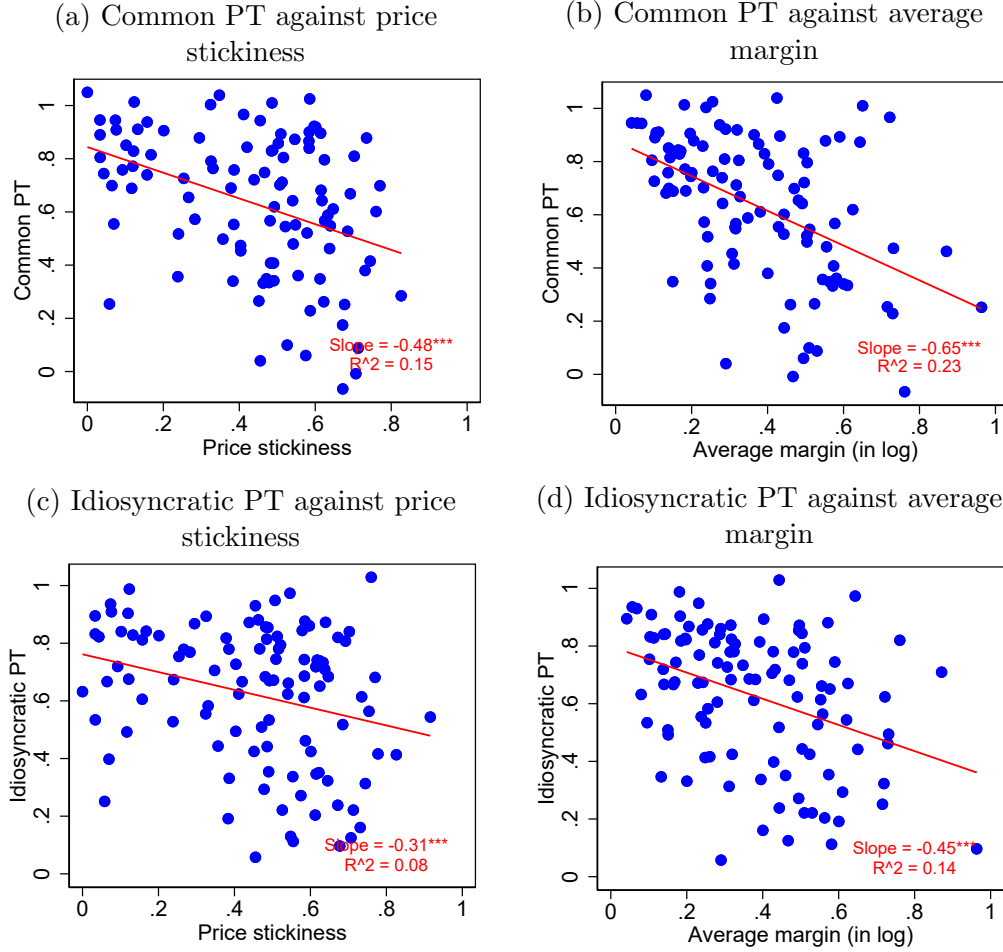 (a) Common PT against price
stickiness
1
.8
.6
.4
.2
0
Common PT
Slope = -0.48***
R^2 = 0.15
0 .2 .4 .6 .8 1
Price stickiness
(b) Common PT against average
margin
1
.8
.6
.4
.2
0
Common PT
Slope = -0.65***
R^2 = 0.23
0 .2 .4 .6 .8 1
Average margin (in log)
(c) Idiosyncratic PT against price
stickiness
1
.8
.6
.4
.2
0
Idiosyncratic PT
Slope = -0.31***
R^2 = 0.08
0 .2 .4 .6 .8 1
Price stickiness
(d) Idiosyncratic PT against average
margin
1
.8
.6
.4
.2
0
Idiosyncratic PT
Slope = -0.45***
R^2 = 0.14
0 .2 .4 .6 .8 1
Average margin (in log)